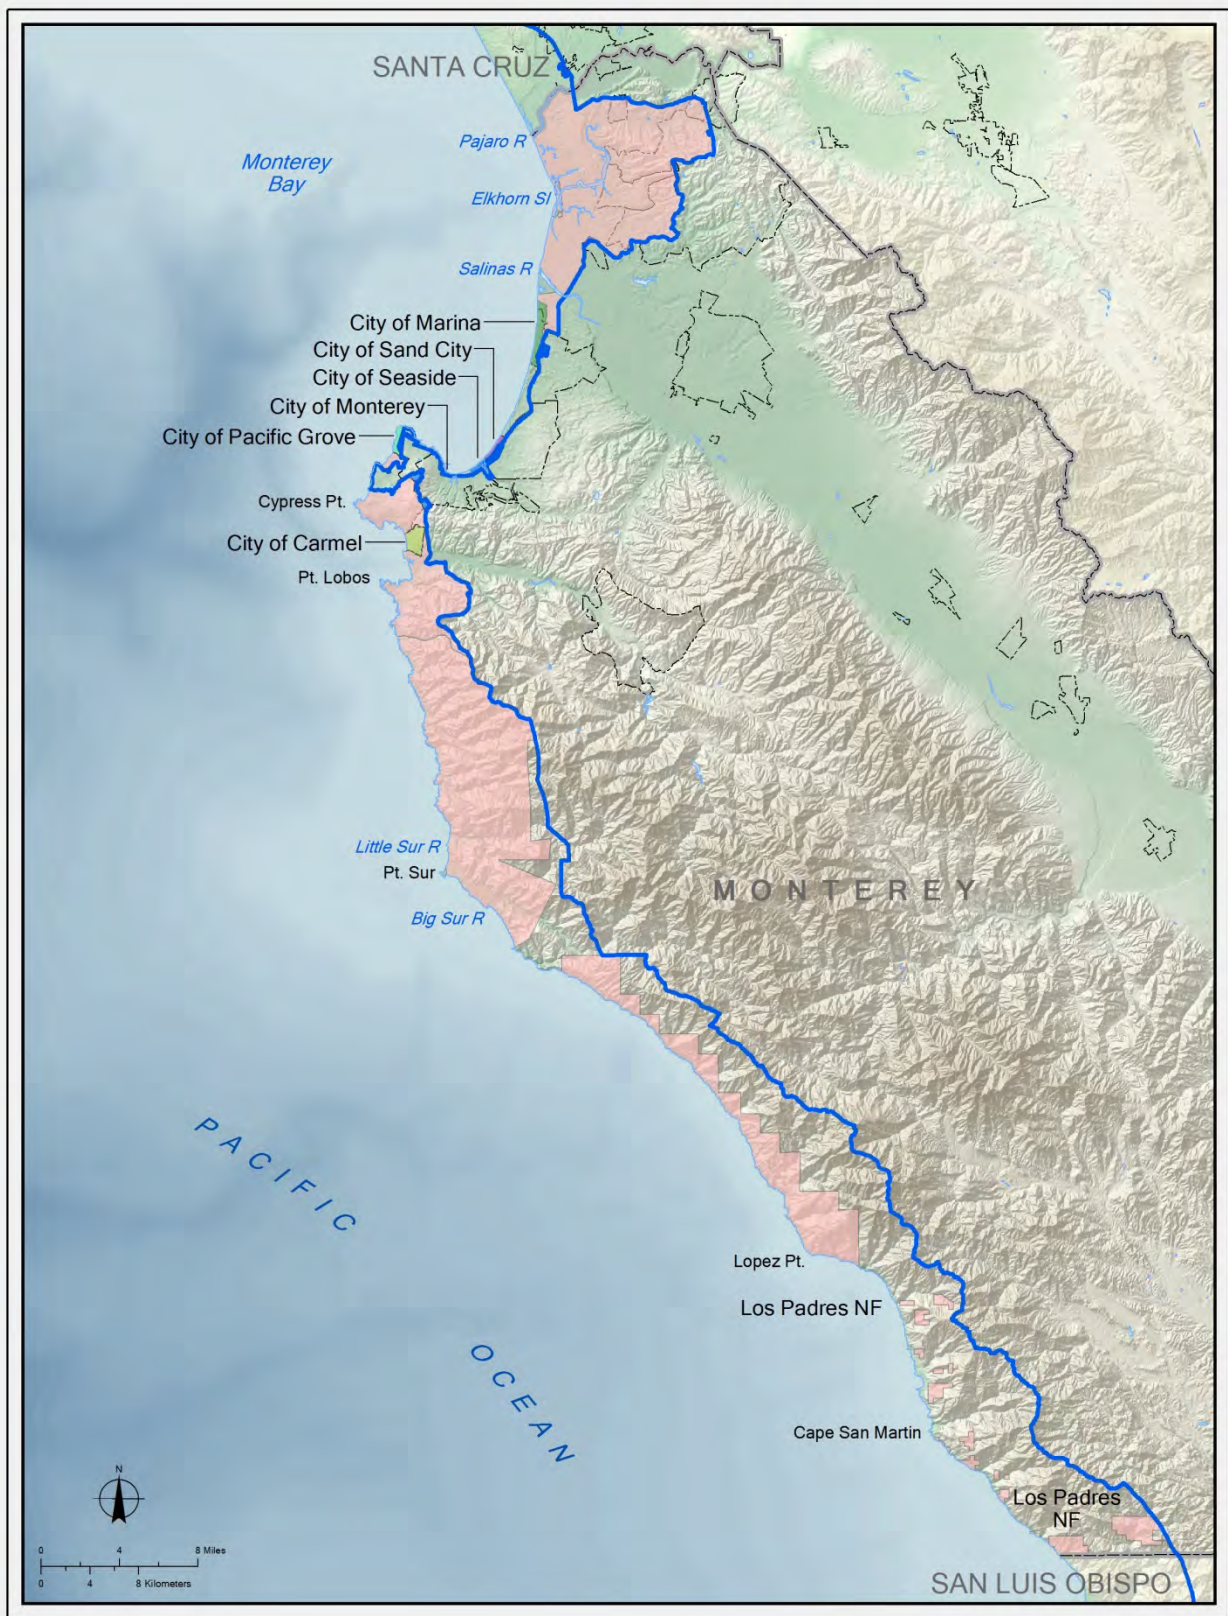 SANTA CRUZ
Pajaro R
Monterey
Bay
Elkhorn Sl
Salinas R
City of Marina
City of Sand City
City of Seaside
City of Monterey
City of Pacific Grove
Cypress Pt.
City of Carmel
Pt. Lobos
Little Sur R
Pt. Sur
MONTEREY
Big Sur R
PACIFIC
Lopez Pt.
Los Padres NF
OCEAN
Cape San Martin
N
Los Padres
NF
0 4 8 Miles
0 4 8 Kilometers
SAN LUIS OBISPO